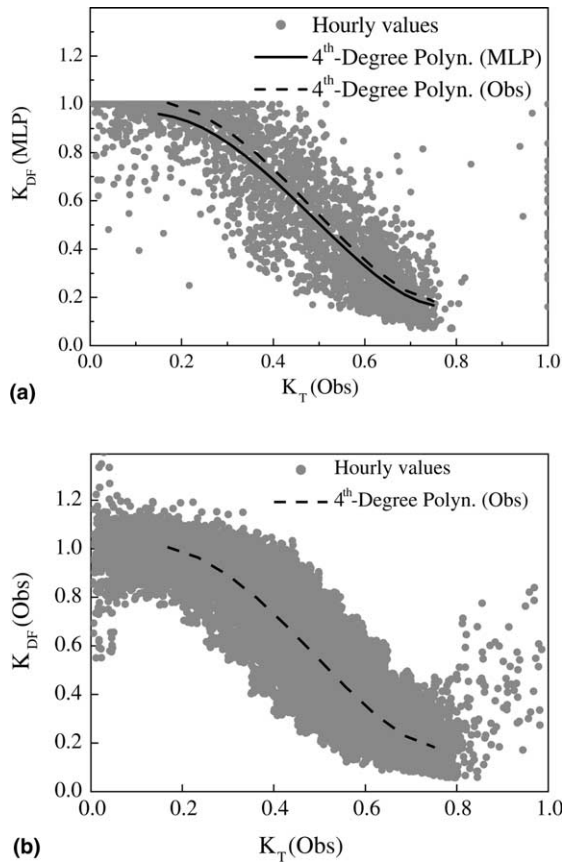 Hourly values
4th-Degree Polyn. (MLP)
4th-Degree Polyn. (Obs)
1.2
1.0
0.8
0.6
0.4
0.2
0.0
K_DF (MLP)
0.0 0.2 0.4 0.6 0.8 1.0
K_T (Obs)
(a)
Hourly values
4th-Degree Polyn. (Obs)
1.2
1.0
0.8
0.6
0.4
0.2
0.0
K_DF (Obs)
0.0 0.2 0.4 0.6 0.8 1.0
K_T (Obs)
(b)